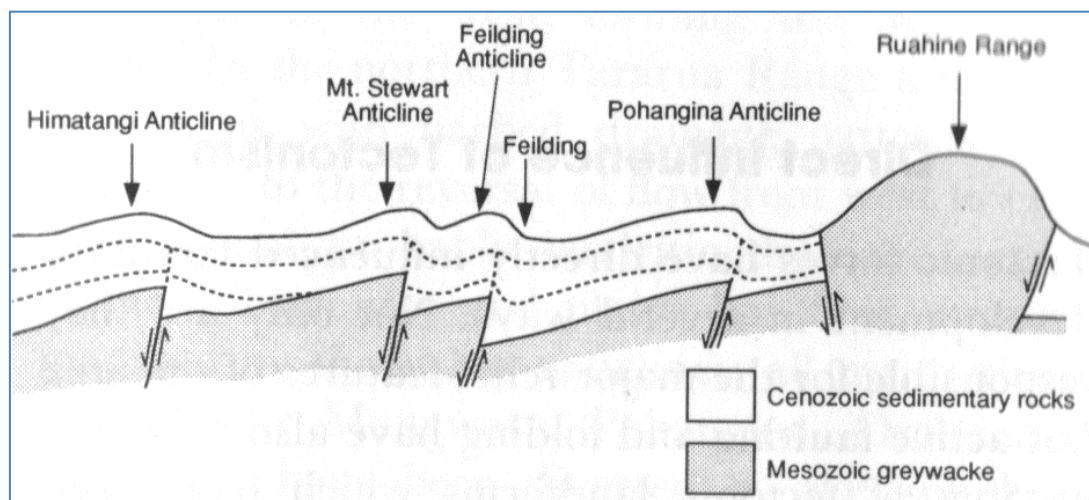 Feilding
Anticline
Ruahine Range
Mt. Stewart
Anticline
Himatangi Anticline
Pohangina Anticline
Feilding
Cenozoic sedimentary rocks
Mesozoic greywacke